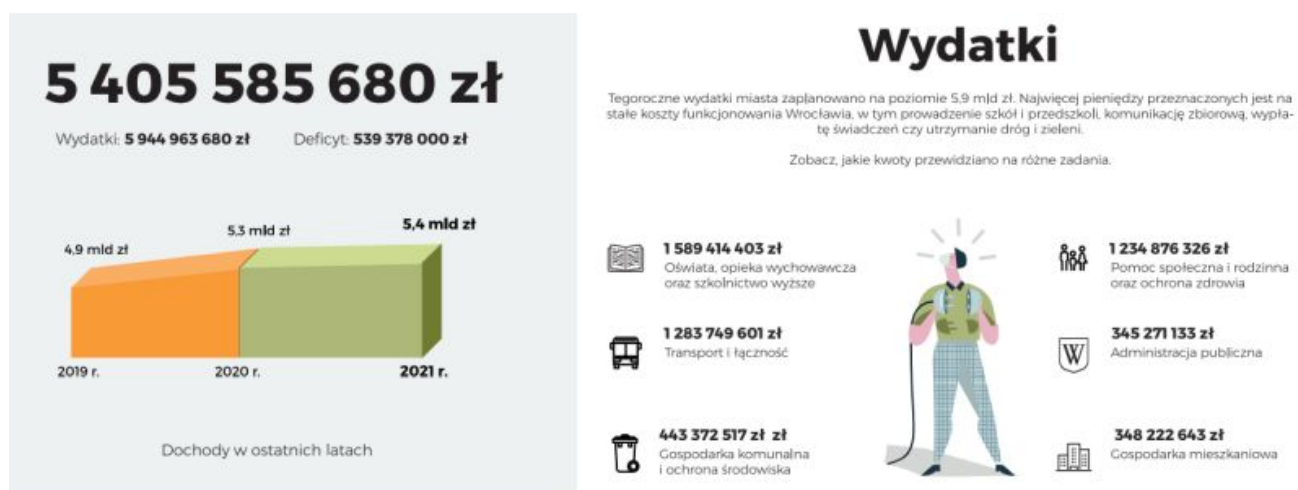 5 405 585 680 zł
Wydatki: 5 944 963 680 zł Deficyt: 539 378 000 zł
4,9 mld zł
5,3 mld zł
5,4 mld zł
2019 r.
2020 r.
2021 r.
Dochody w ostatnich latach
Wydatki
Tegoroczne wydatki miasta zaplanowano na poziomie 5,9 mld zł. Najwięcej pieniędzy przeznaczonych jest na
stałe koszty funkcjonowania Wrocławia, w tym prowadzenie szkół i przedszkoli, komunikację zbiorową, wypła-
tę świadczeń czy utrzymanie dróg i zieleni.
Zobacz, jakie kwoty przewidziano na różne zadania.
1 589 414 403 zł
Oświata, opieka wychowawcza
oraz szkolnictwo wyższe
1 283 749 601 zł
Transport i łączność
443 372 517 zł zł
Gospodarka komunalna
i ochrona środowiska
1 234 876 326 zł
Pomoc społeczna i rodzinna
oraz ochrona zdrowia
W
345 271 133 zł
Administracja publiczna
348 222 643 zł
Gospodarka mieszkaniowa